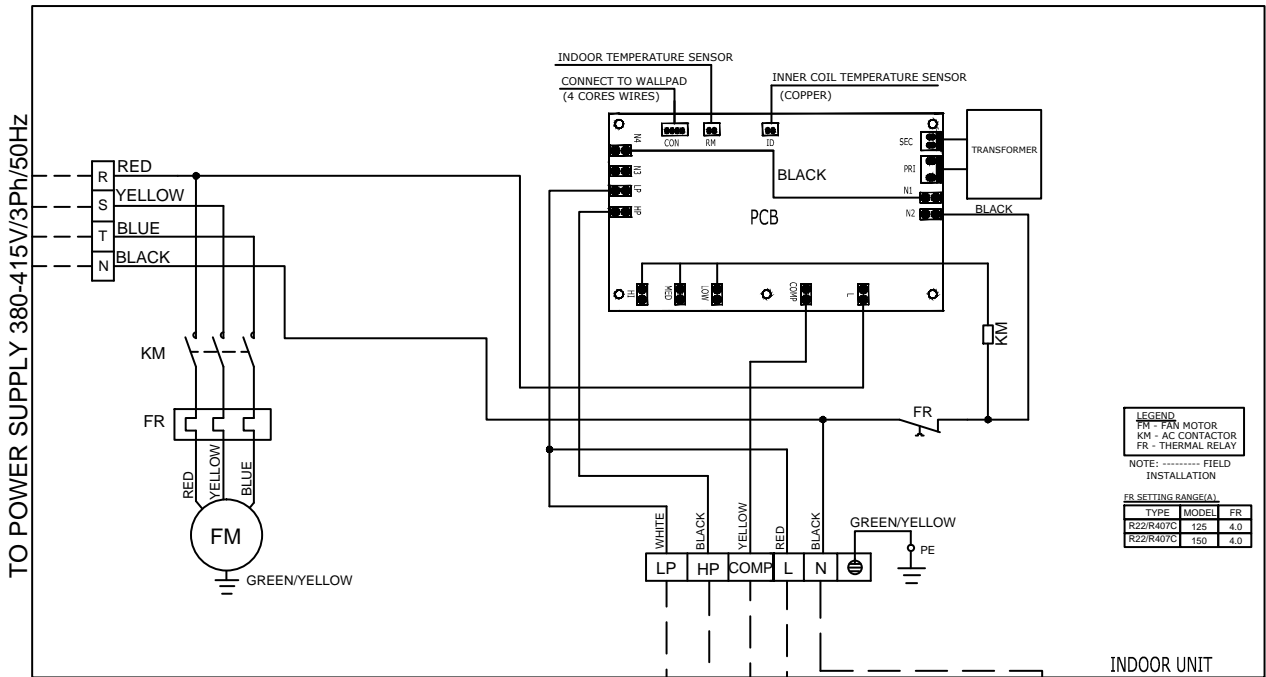 TO POWER SUPPLY 380-415V/3Ph/50Hz
INDOOR TEMPERATURE SENSOR
CONNECT TO WALLPAD
(4 CORES WIRES)
INNER COIL TEMPERATURE SENSOR
(COPPER)
CON
RM
ID
N4
N3
LP
HP
SEC
PRI
N1
N2
TRANSFORMER
BLACK
BLACK
PCB
HI
MED
LOW
COMP
L
R
RED
S
YELLOW
T
BLUE
N
BLACK
KM
FR
RED
YELLOW
BLUE
FM
GREEN/YELLOW
KM
FR
WHITE
BLACK
YELLOW
RED
BLACK
GREEN/YELLOW
PE
LP
HP
COMP
L
N
LEGEND
FM - FAN MOTOR
KM - AC CONTACTOR
FR - THERMAL RELAY
NOTE: --------- FIELD
INSTALLATION
FR SETTING RANGE(A)
TYPE MODEL FR
R22/R407C 125 4.0
R22/R407C 150 4.0
INDOOR UNIT